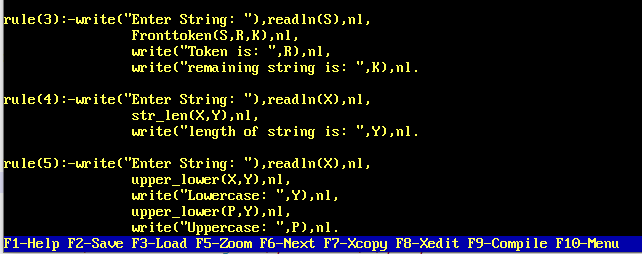 rule(3):-write("Enter String: "),readln(S),nl,
Fronttoken(S,R,K),nl,
write("Token is: ",R),nl,
write("remaining string is: ",K),nl.
rule(4):-write("Enter String: "),readln(X),nl,
str_len(X,Y),nl,
write("length of string is: ",Y),nl.
rule(5):-write("Enter String: "),readln(X),nl,
upper_lower(X,Y),nl,
write("Lowercase: ",Y),nl,
upper_lower(P,Y),nl,
write("Uppercase: ",P),nl.
F1-Help F2-Save F3-Load F5-Zoom F6-Next F7-Xcopy F8-Xedit F9-Compile F10-Menu